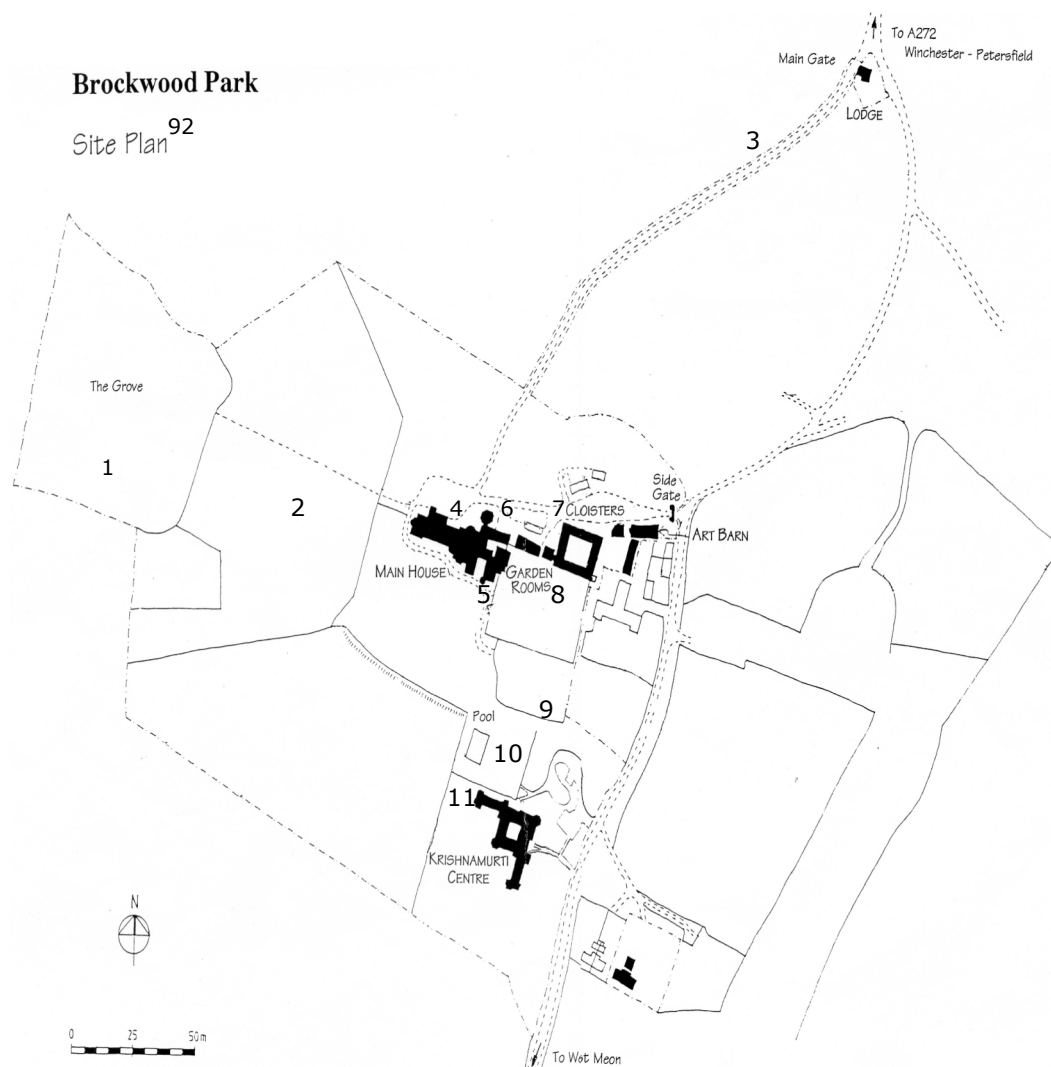 To A272
Winchester - Petersfield
Main Gate
LODGE
Brockwood Park
Site Plan 92
3
The Grove
1
2
Side
Gate
4
6
7
CLOISTERS
ART BARN
MAIN HOUSE
GARDEN
ROOMS
5
8
9
Pool
10
11
KRISHNAMURTI
CENTRE
N
0
25
50m
To Wst Meon